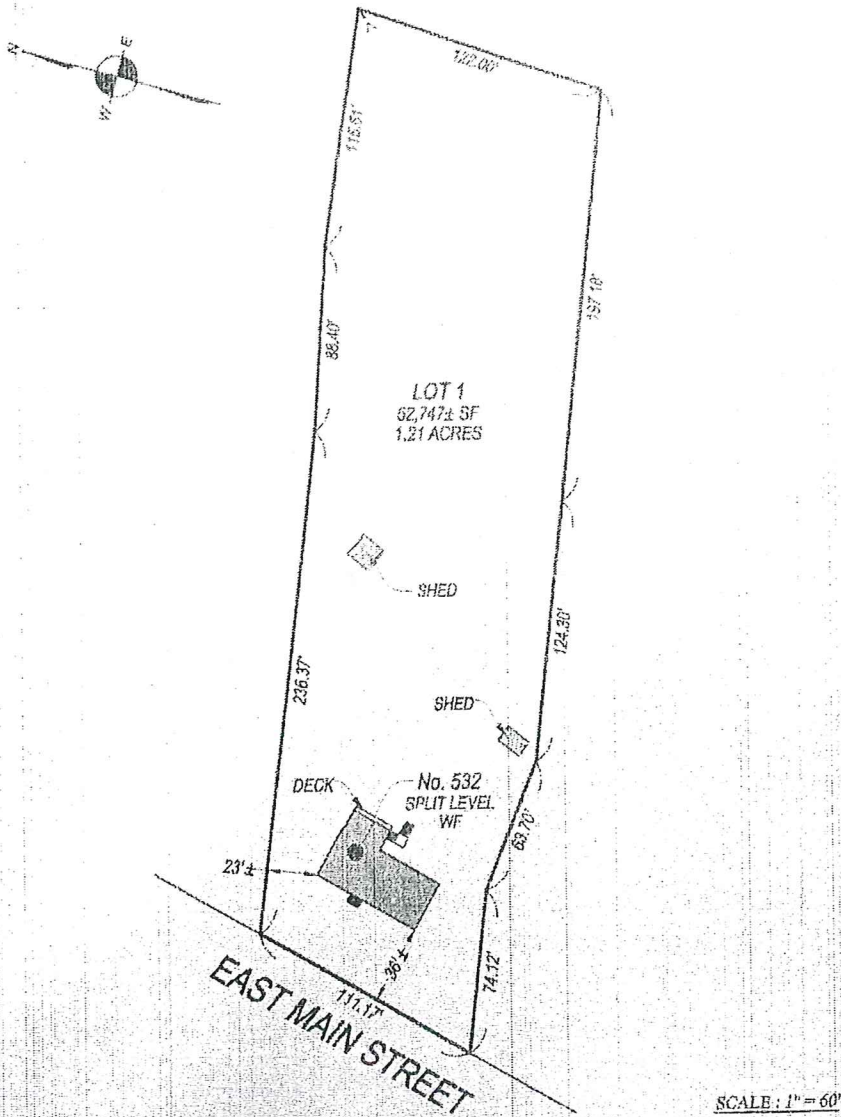 N
E
W
122.00'
88.40'
197.18'
LOT 1
52,747± SF
1.21 ACRES
SHED
124.30'
236.37'
SHED
DECK
No. 532
SPLIT LEVEL
WF
63.70'
23'±
36'±
74.12'
111.17'
EAST MAIN STREET
SCALE : 1" = 60'